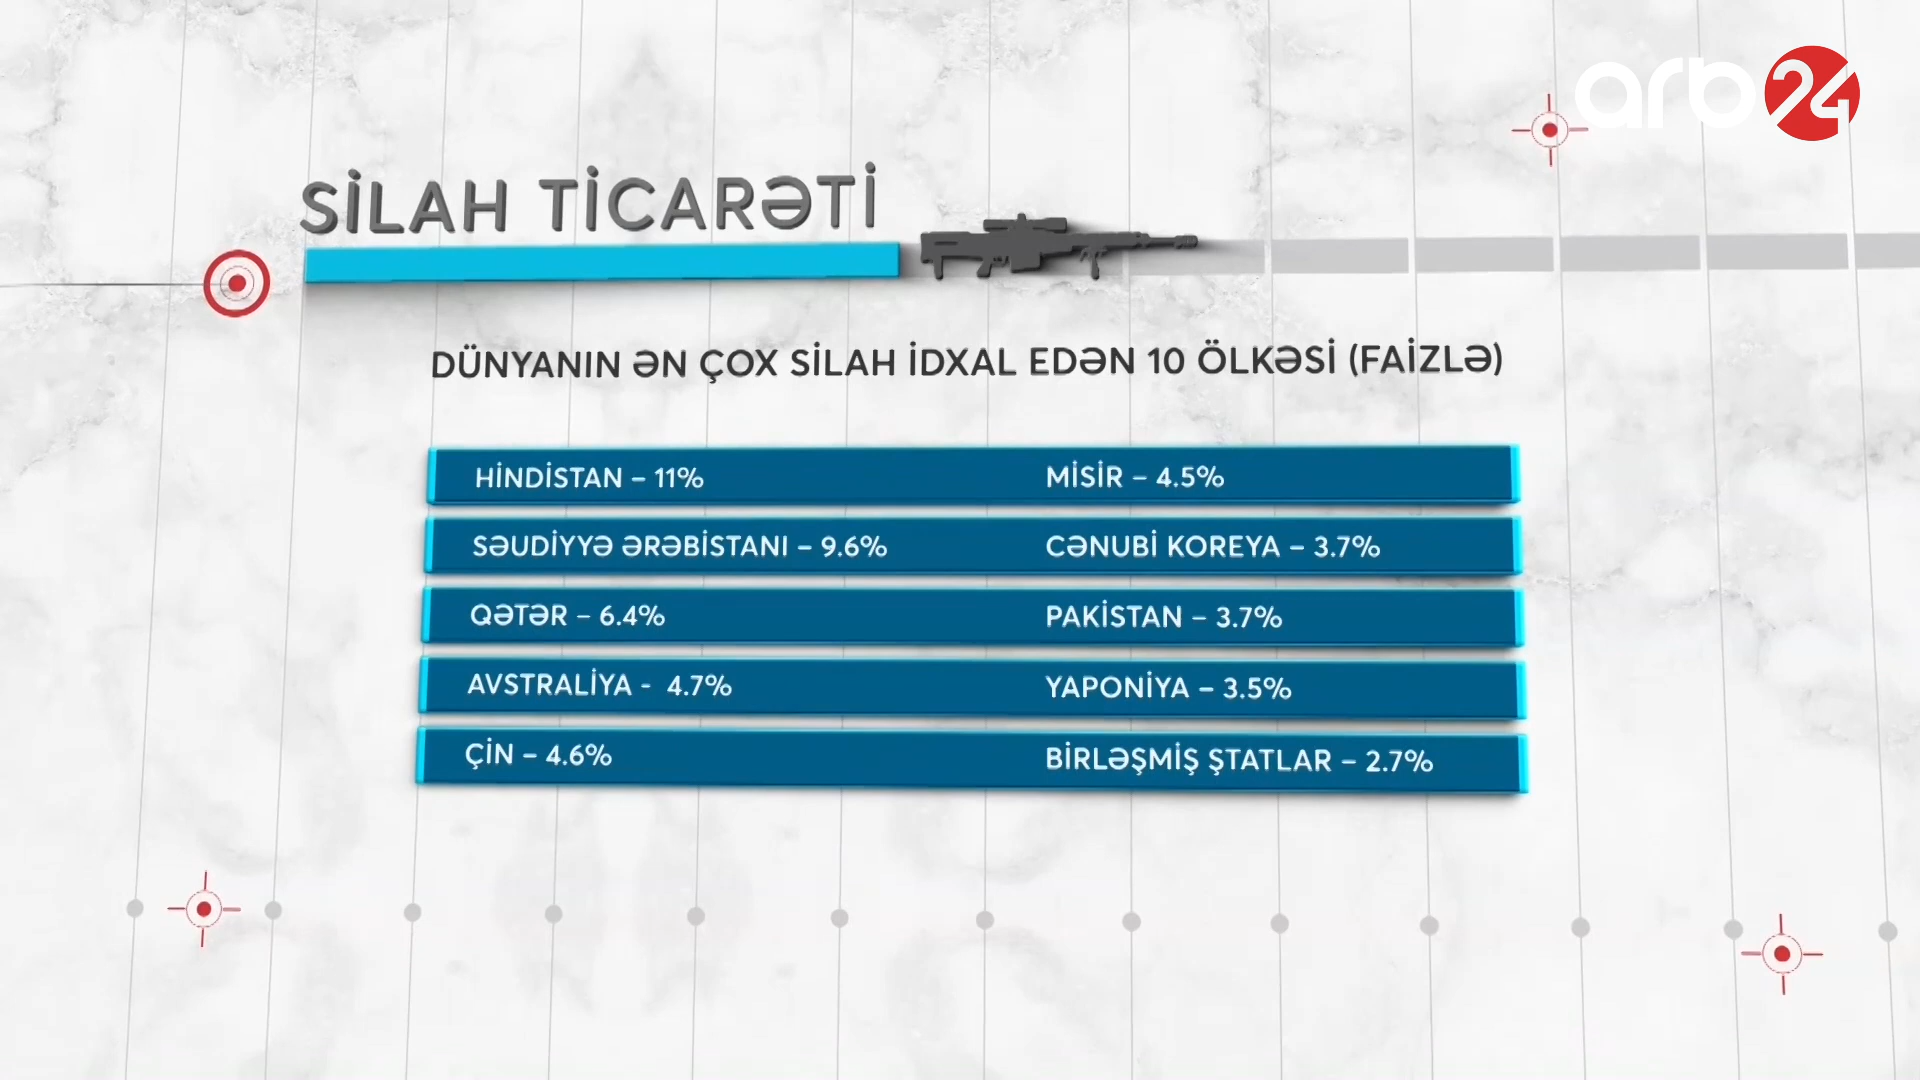 arb24
SİLAH TİCARƏTİ
DÜNYANIN ƏN ÇOX SİLAH İDXAL EDƏN 10 ÖLKƏSİ (FAİZLƏ)
HİNDİSTAN – 11%
SƏUDİYYƏ ƏRƏBİSTANI – 9.6%
QƏTƏR – 6.4%
AVSTRALİYA - 4.7%
ÇİN – 4.6%
MİSİR – 4.5%
CƏNUBİ KOREYA – 3.7%
PAKİSTAN – 3.7%
YAPONİYA – 3.5%
BİRLƏŞMİŞ ŞTATLAR – 2.7%